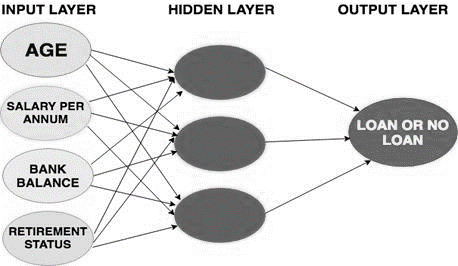 INPUT LAYER
HIDDEN LAYER
OUTPUT LAYER
AGE
SALARY PER
ANNUM
BANK
BALANCE
RETIREMENT
STATUS
LOAN OR NO
LOAN